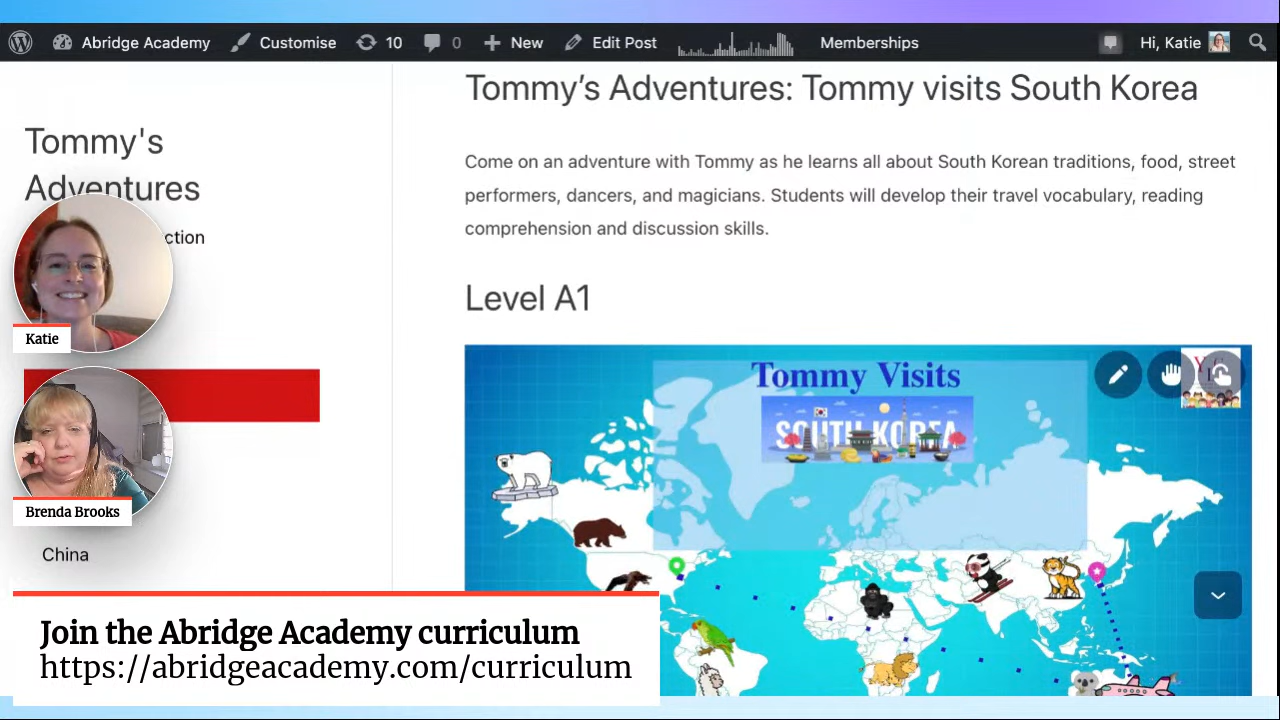 Abridge Academy Customise 10 0 New Edit Post Memberships Hi, Katie
Tommy's Adventures: Tommy visits South Korea
Tommy's
Adventures
ction
Come on an adventure with Tommy as he learns all about South Korean traditions, food, street
performers, dancers, and magicians. Students will develop their travel vocabulary, reading
comprehension and discussion skills.
Level A1
Tommy Visits
SOUTH KOREA
Katie
Brenda Brooks
China
Join the Abridge Academy curriculum
https://abridgeacademy.com/curriculum